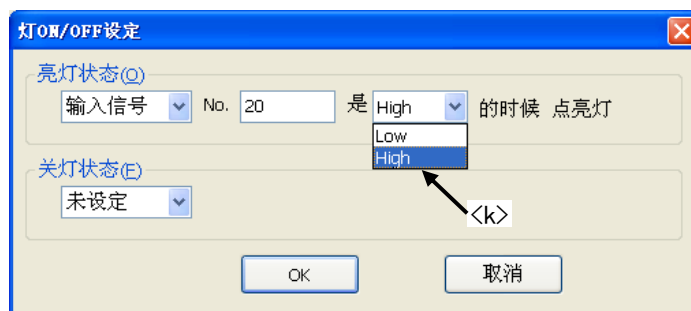 灯ON/OFF设定
亮灯状态(O)
输入信号 No. 20 是 High 的时候 点亮灯
Low
High
<k>
关灯状态(F)
未设定
OK 取消